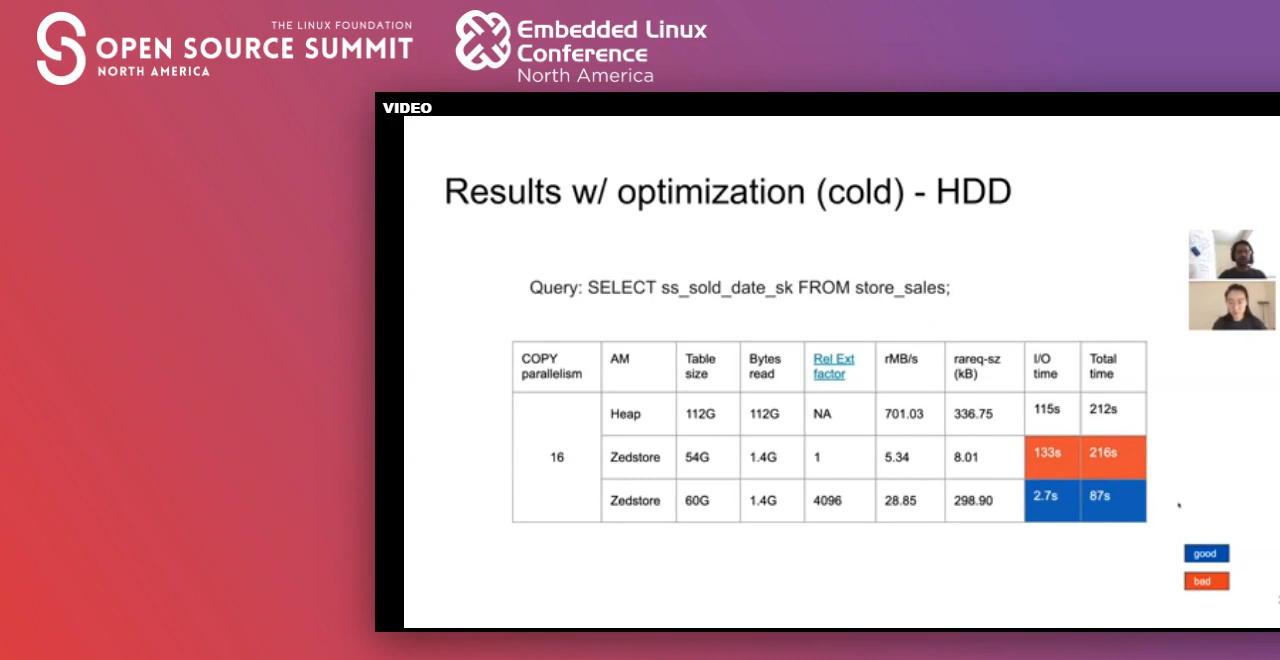 THE LINUX FOUNDATION
OPEN SOURCE SUMMIT
NORTH AMERICA
Embedded Linux
Conference
North America
VIDEO
Results w/ optimization (cold) - HDD
Query: SELECT ss_sold_date_sk FROM store_sales;
COPY parallelism AM Table size Bytes read Rel Ext factor rMB/s rareq-sz (kB) I/O time Total time
16
Heap 112G 112G NA 701.03 336.75 115s 212s
Zedstore 54G 1.4G 1 5.34 8.01 133s 216s
Zedstore 60G 1.4G 4096 28.85 298.90 2.7s 87s
good
bad